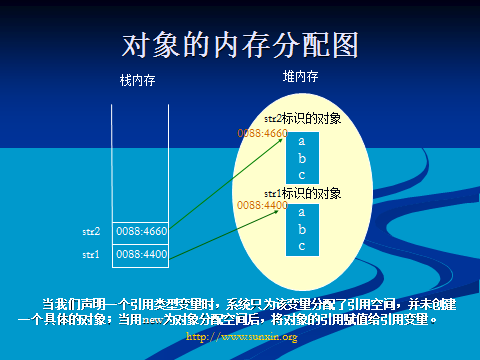 对象的内存分配图
栈内存
堆内存
str2标识的对象
0088:4660
a
b
c
str1标识的对象
0088:4400
a
b
c
str2 0088:4660
str1 0088:4400
当我们声明一个引用类型变量时，系统只为该变量分配了引用空间，并未创建
一个具体的对象；当用new为对象分配空间后，将对象的引用赋值给引用变量。
http://www.sunxin.org